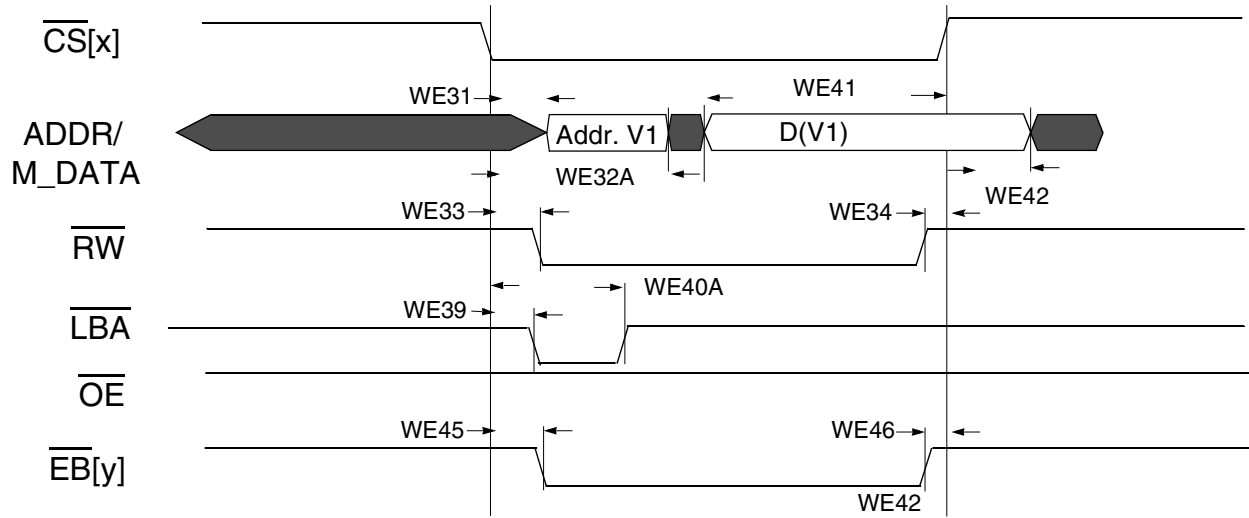 CS[x]
WE31
WE41
ADDR/
M_DATA
Addr. V1
D(V1)
WE32A
WE42
WE33
WE34
RW
WE40A
WE39
LBA
OE
WE45
WE46
EB[y]
WE42